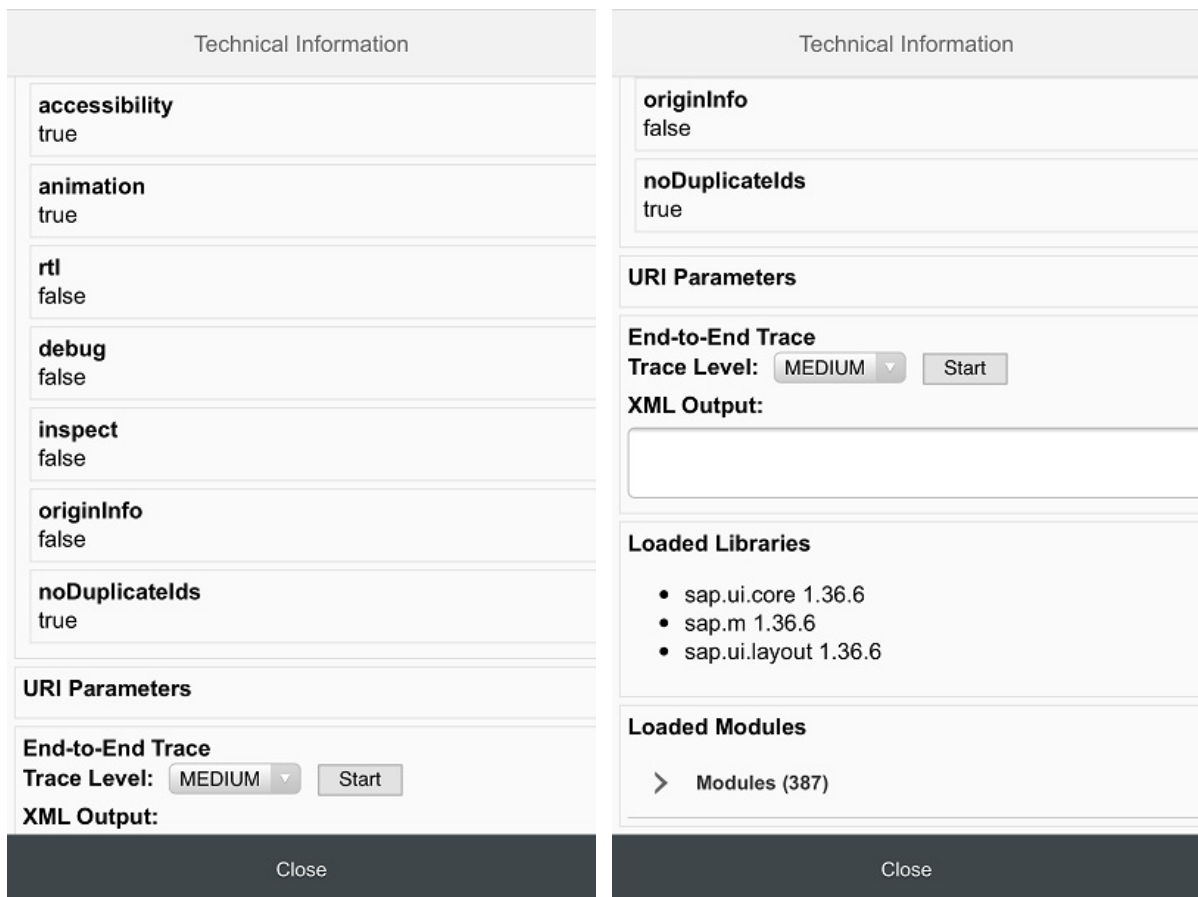 Technical Information
accessibility
true
animation
true
rtl
false
debug
false
inspect
false
originInfo
false
noDuplicateIds
true
URI Parameters
End-to-End Trace
Trace Level: MEDIUM Start
XML Output:
Close
Technical Information
originInfo
false
noDuplicateIds
true
URI Parameters
End-to-End Trace
Trace Level: MEDIUM Start
XML Output:
Loaded Libraries
• sap.ui.core 1.36.6
• sap.m 1.36.6
• sap.ui.layout 1.36.6
Loaded Modules
Modules (387)
Close